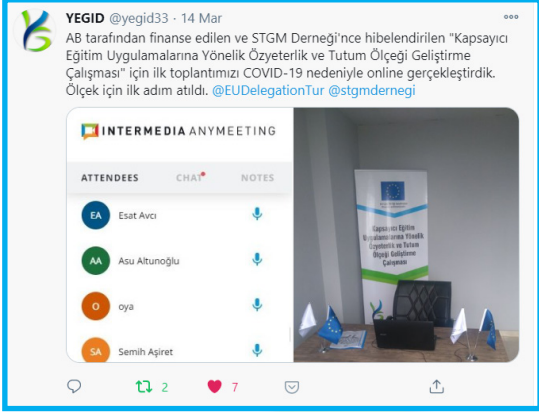 YEGID @yegid33 · 14 Mar
AB tarafından finanse edilen ve STGM Derneği'nce hibelendirilen "Kapsayıcı
Eğitim Uygulamalarına Yönelik Özyeterlik ve Tutum Ölçeği Geliştirme
Çalışması" için ilk toplantımızı COVID-19 nedeniyle online gerçekleştirdik.
Ölçek için ilk adım atıldı. @EUDelegationTur @stgmdernegi
INTERMEDIA ANYMEETING
ATTENDEES CHAT NOTES
EA Esat Avcı
AA Asu Altunoğlu
O oya
SA Semih Aşiret
Kapsayıcı Eğitim
Uygulamalarına Yönelik
Özyeterlik ve Tutum
Ölçeği Geliştirme
Çalışması
2 7